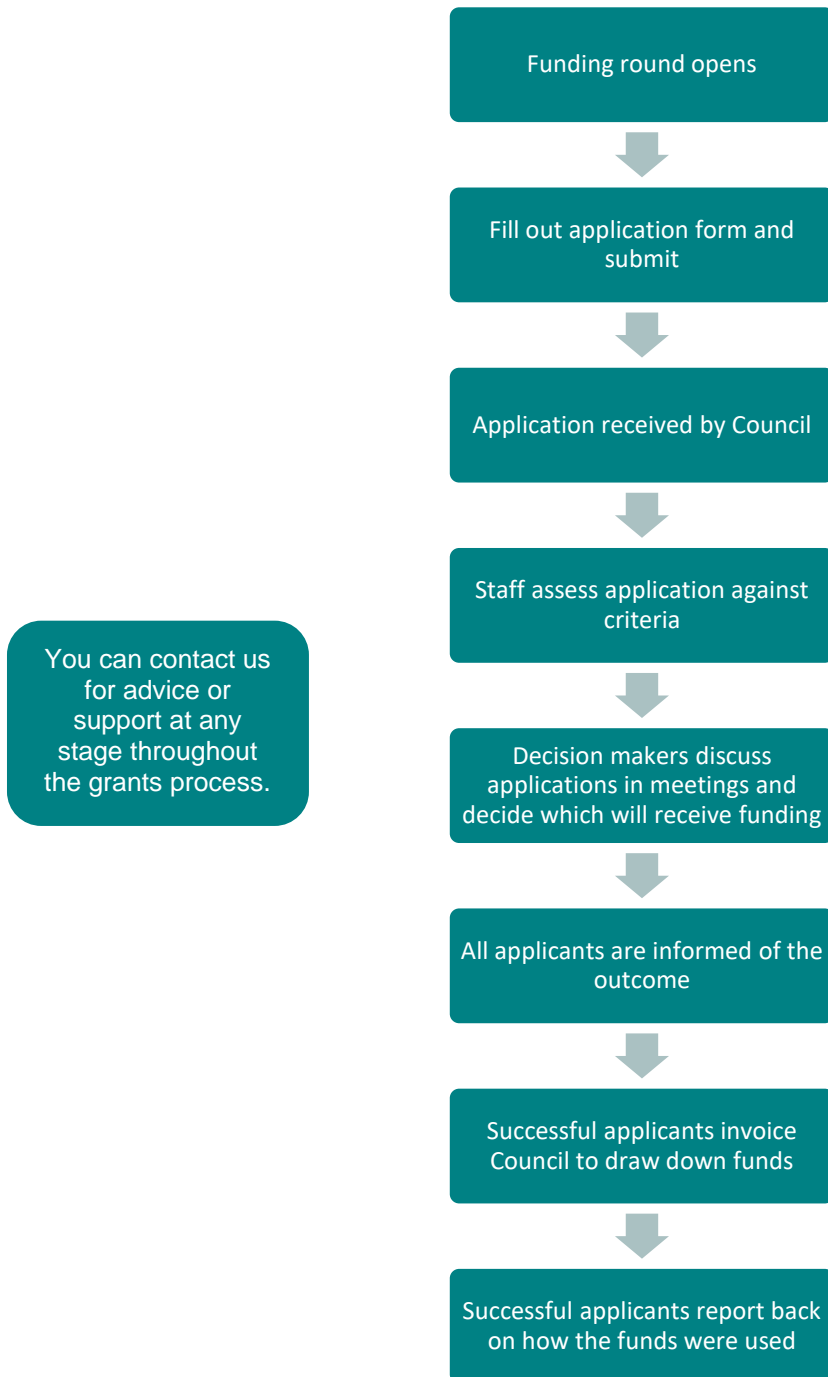 Funding round opens
Fill out application form and
submit
Application received by Council
Staff assess application against
criteria
You can contact us
for advice or
support at any
stage throughout
the grants process.
Decision makers discuss
applications in meetings and
decide which will receive funding
All applicants are informed of the
outcome
Successful applicants invoice
Council to draw down funds
Successful applicants report back
on how the funds were used